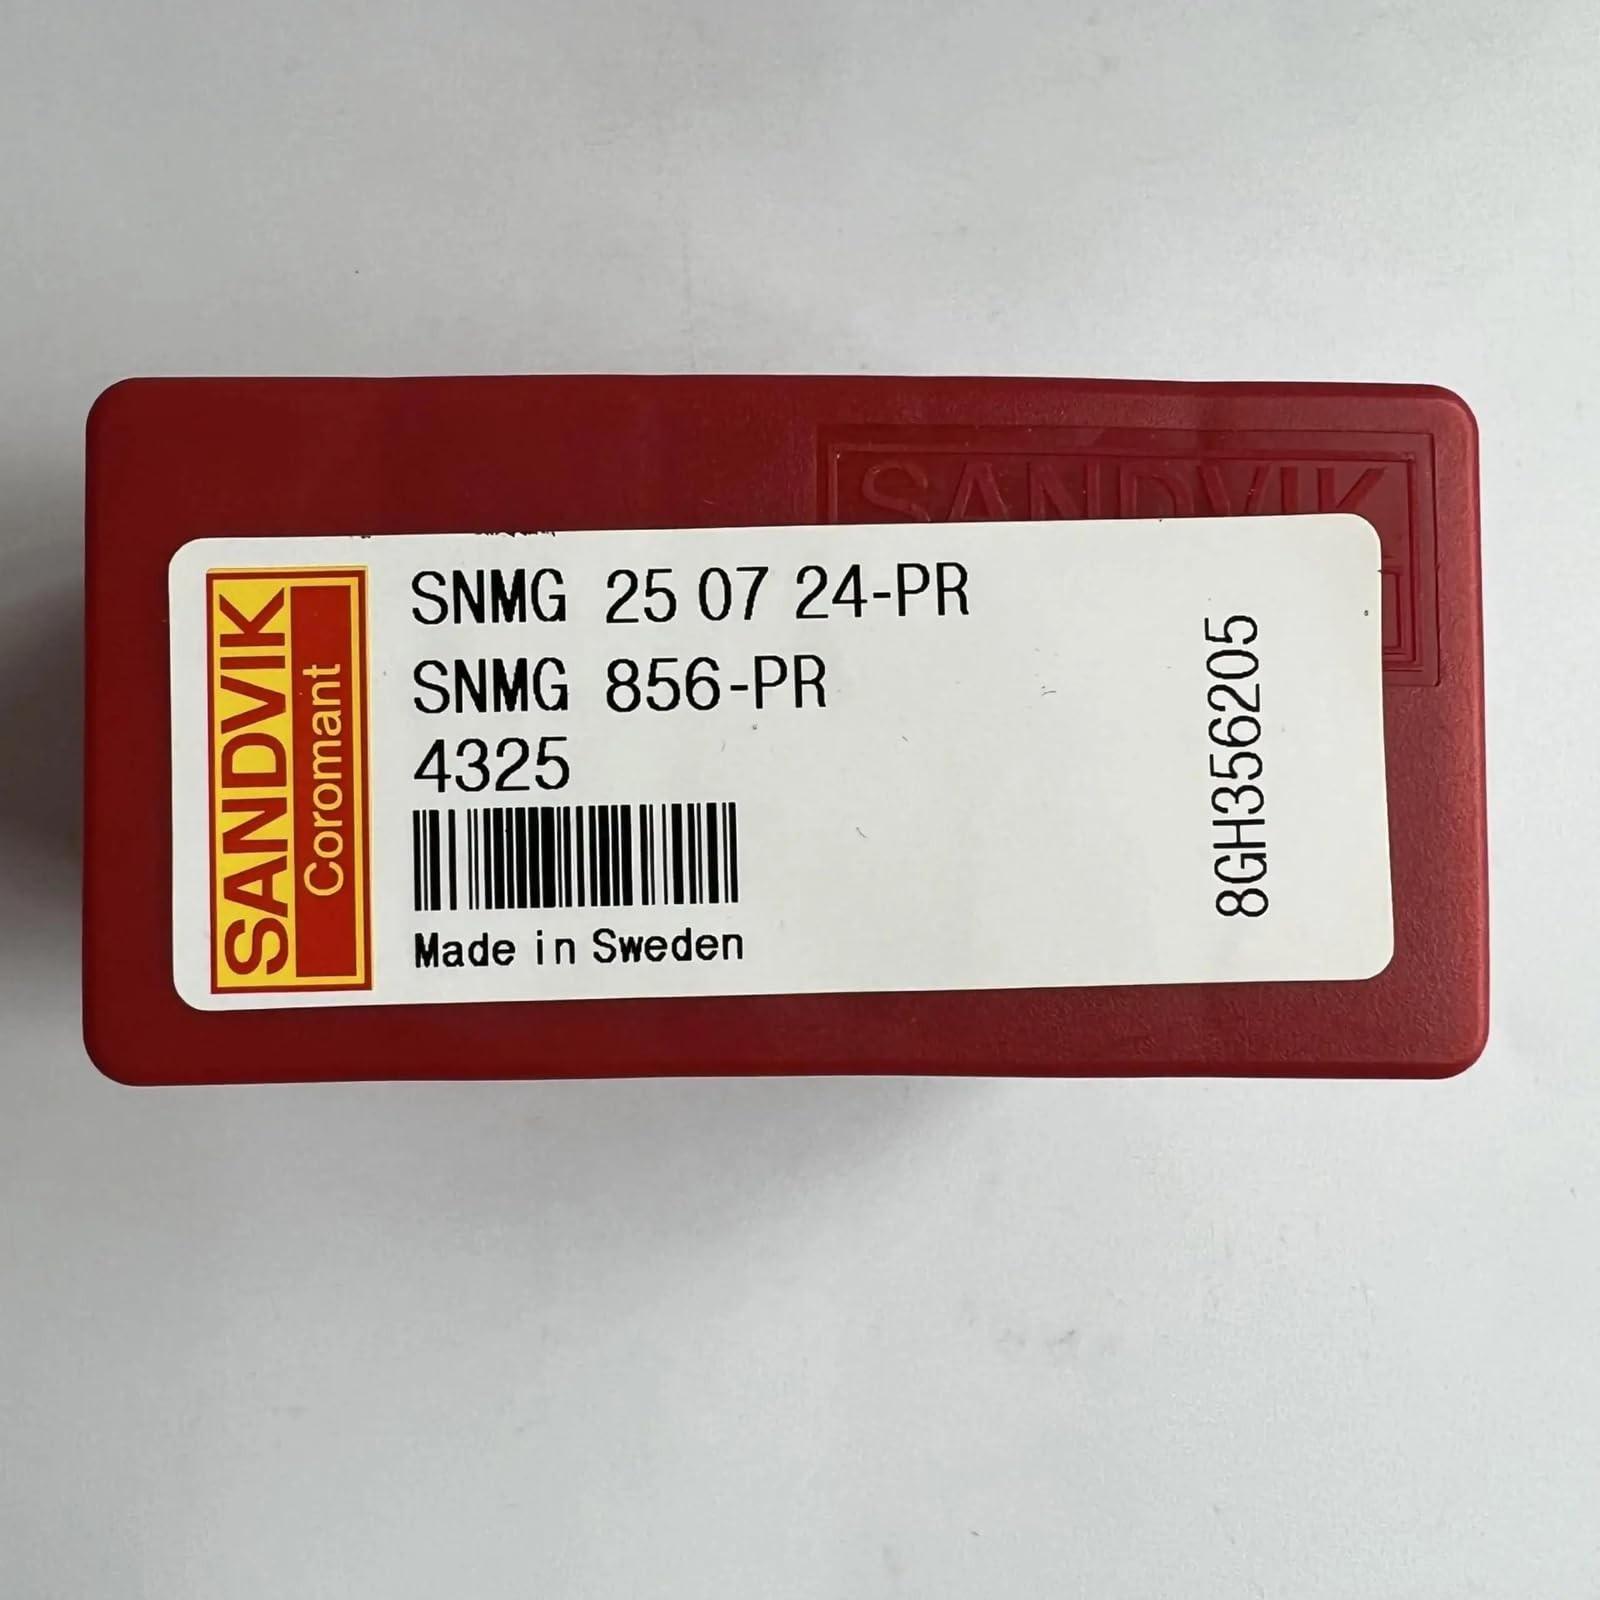 SANDVIK
SANDVIK
Coromant
SNMG 25 07 24-PR
SNMG 856-PR
4325
Made in Sweden
8GH356205